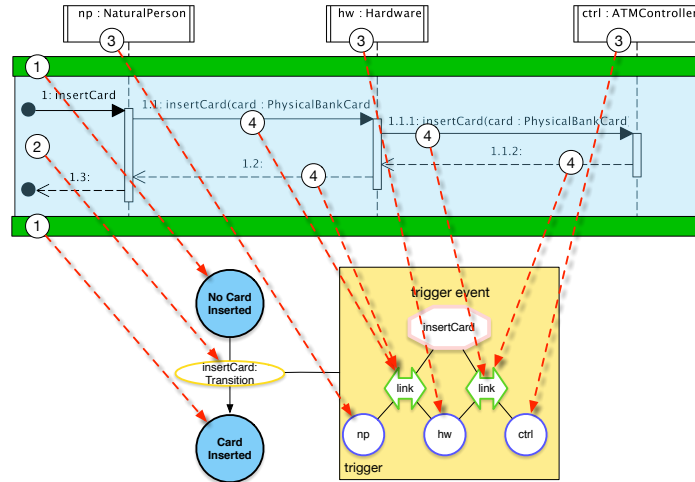 np : NaturalPerson
hw : Hardware
ctrl : ATMController
3
3
3
1
1: insertCard
1.1: insertCard(card : PhysicalBankCard
1.1.1: insertCard(card : PhysicalBankCard
4
4
2
1.2:
1.1.2:
4
4
1.3:
1
trigger event
No Card
Inserted
insertCard
insertCard:
Transition
link
link
np
hw
ctrl
Card
Inserted
trigger